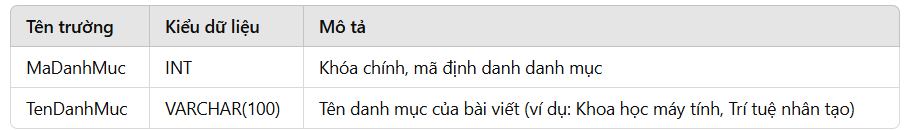 Tên trường Kiểu dữ liệu Mô tả
MaDanhMuc INT Khóa chính, mã định danh danh mục
TenDanhMuc VARCHAR(100) Tên danh mục của bài viết (ví dụ: Khoa học máy tính, Trí tuệ nhân tạo)